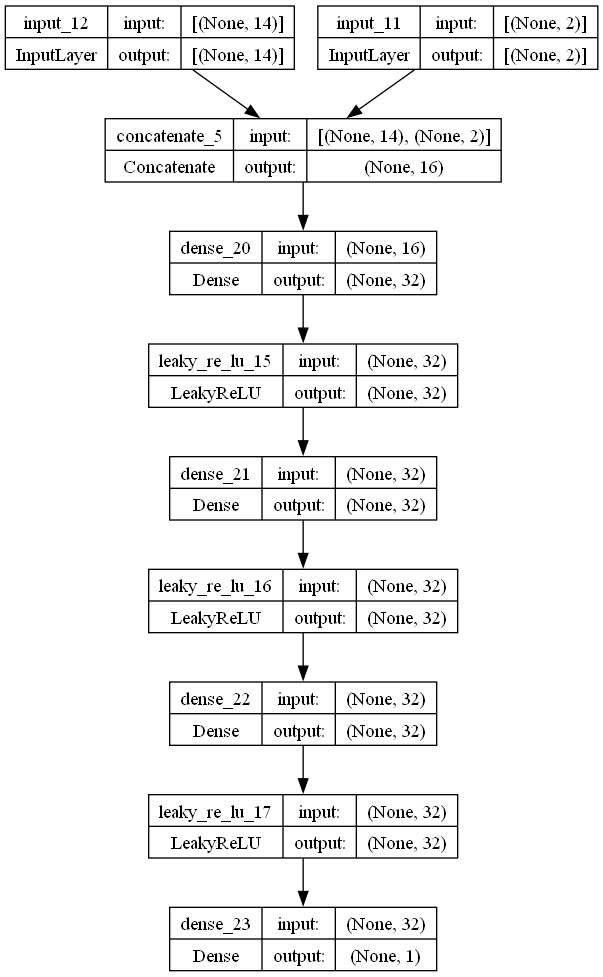 input_12 input: [(None, 14)]
InputLayer output: [(None, 14)]
input_11 input: [(None, 2)]
InputLayer output: [(None, 2)]
concatenate_5 input: [(None, 14), (None, 2)]
Concatenate output: (None, 16)
dense_20 input: (None, 16)
Dense output: (None, 32)
leaky_re_lu_15 input: (None, 32)
LeakyReLU output: (None, 32)
dense_21 input: (None, 32)
Dense output: (None, 32)
leaky_re_lu_16 input: (None, 32)
LeakyReLU output: (None, 32)
dense_22 input: (None, 32)
Dense output: (None, 32)
leaky_re_lu_17 input: (None, 32)
LeakyReLU output: (None, 32)
dense_23 input: (None, 32)
Dense output: (None, 1)